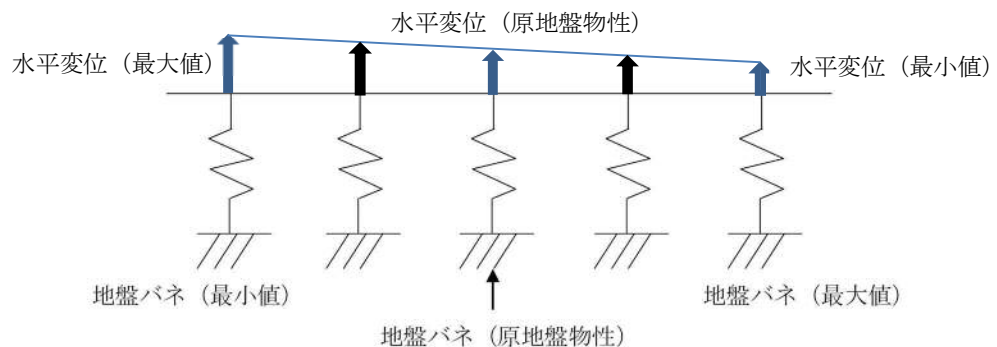 水平変位（原地盤物性）
水平変位（最大値）
水平変位（最小値）
地盤バネ（最小値）
地盤バネ（最大値）
地盤バネ（原地盤物性）